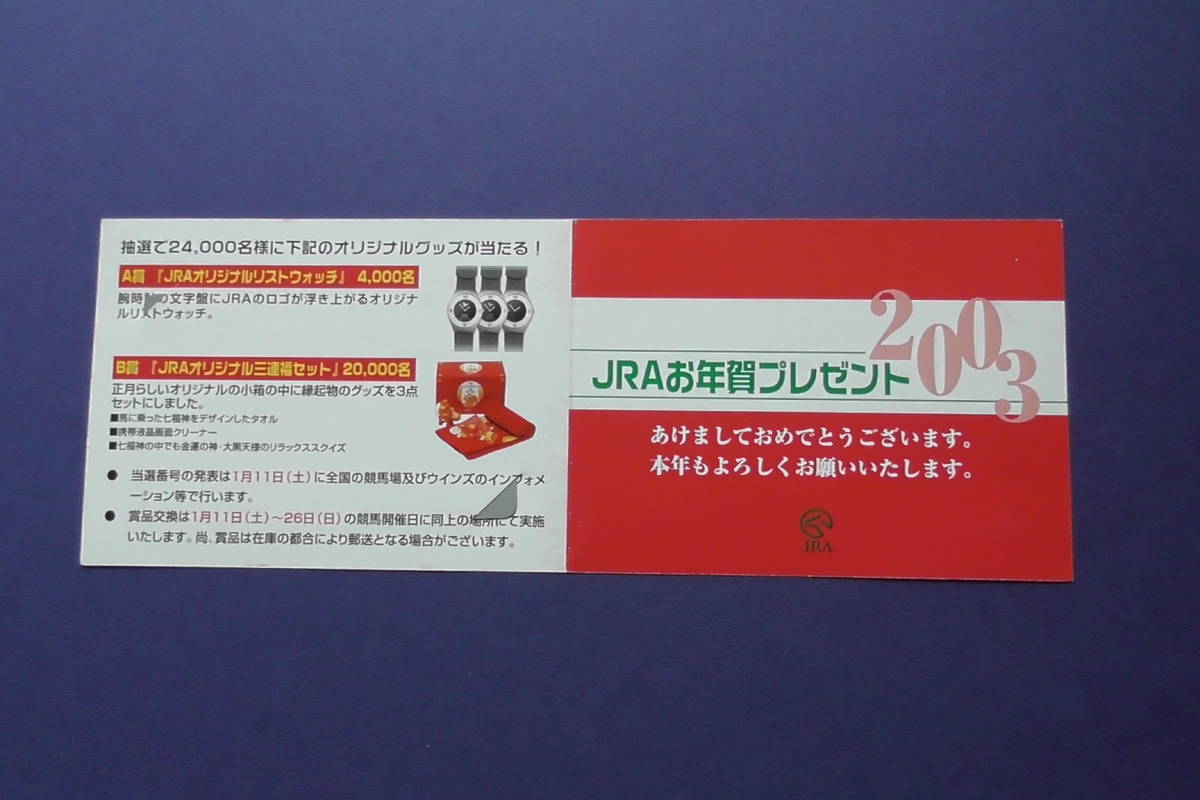 抽選で24,000名様に下記のオリジナルグッズが当たる!
A賞 『JRAオリジナルリストウォッチ』 4,000名
腕時 の文字盤にJRAのロゴが浮き上がるオリジナ
ルリストウォッチ。
B賞 『JRAオリジナル三連福セット』 20,000名
正月らしいオリジナルの小箱の中に縁起物のグッズを3点
セットにしました。
■馬に乗った七福神をデザインしたタオル
■携帯液晶画面クリーナー
■七福神の中でも金運の神・大黒天様のリラックススクイズ
● 当選番号の発表は1月11日(土)に全国の競馬場及びウインズのインフォメ
ーション等で行います。
● 賞品交換は1月11日(土)~26日(日)の競馬開催日に同上の場所にて実施
いたします。尚、賞品は在庫の都合により郵送となる場合がございます。
2003
JRAお年賀プレゼント
あけましておめでとうございます。
本年もよろしくお願いいたします。
JRA